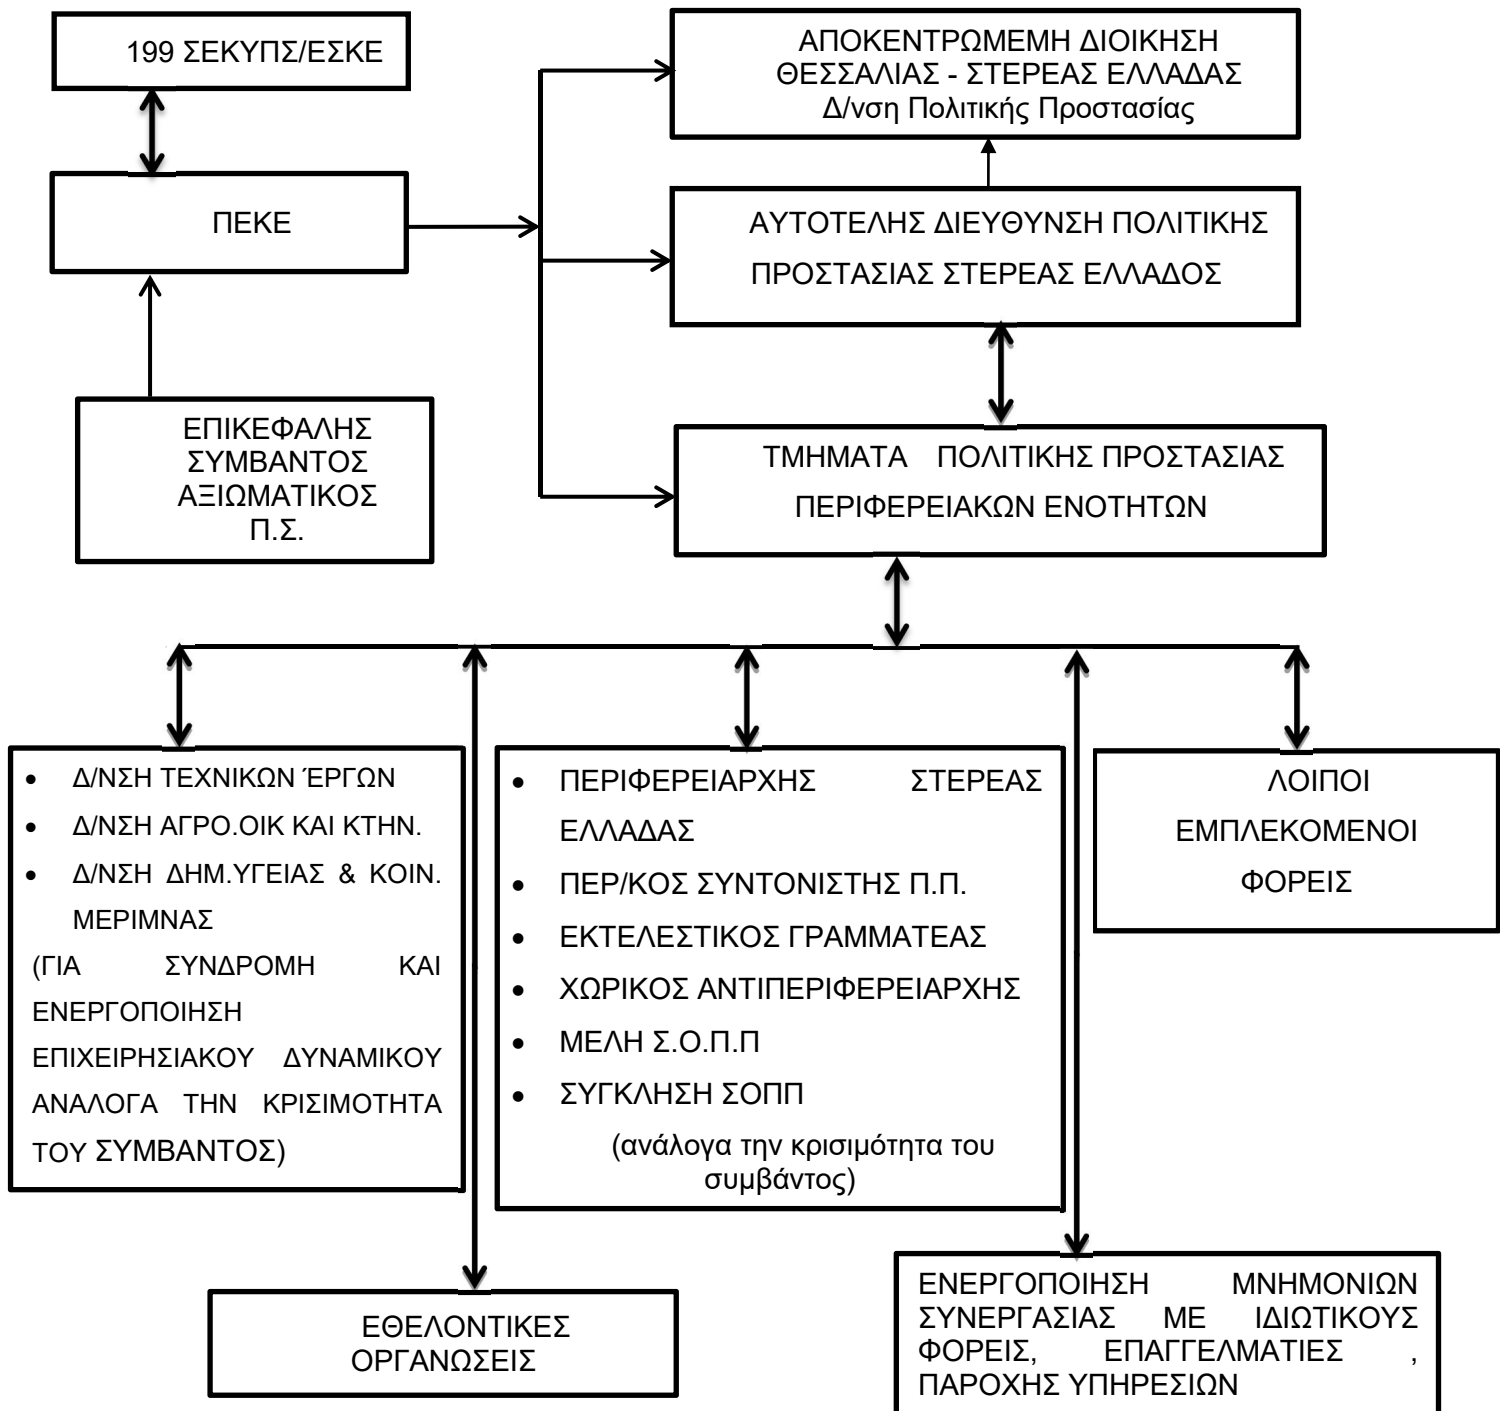 199 ΣΕΚΥΠΣ/ΕΣΚΕ
ΑΠΟΚΕΝΤΡΩΜΕΜΗ ΔΙΟΙΚΗΣΗ
ΘΕΣΣΑΛΙΑΣ - ΣΤΕΡΕΑΣ ΕΛΛΑΔΑΣ
Δ/νση Πολιτικής Προστασίας
ΠΕΚΕ
ΑΥΤΟΤΕΛΗΣ ΔΙΕΥΘΥΝΣΗ ΠΟΛΙΤΙΚΗΣ
ΠΡΟΣΤΑΣΙΑΣ ΣΤΕΡΕΑΣ ΕΛΛΑΔΟΣ
ΕΠΙΚΕΦΑΛΗΣ
ΣΥΜΒΑΝΤΟΣ
ΑΞΙΩΜΑΤΙΚΟΣ
Π.Σ.
ΤΜΗΜΑΤΑ ΠΟΛΙΤΙΚΗΣ ΠΡΟΣΤΑΣΙΑΣ
ΠΕΡΙΦΕΡΕΙΑΚΩΝ ΕΝΟΤΗΤΩΝ
• Δ/ΝΣΗ ΤΕΧΝΙΚΩΝ ΈΡΓΩΝ
• Δ/ΝΣΗ ΑΓΡΟ.ΟΙΚ ΚΑΙ ΚΤΗΝ.
• Δ/ΝΣΗ ΔΗΜ.ΥΓΕΙΑΣ & ΚΟΙΝ.
ΜΕΡΙΜΝΑΣ
(ΓΙΑ ΣΥΝΔΡΟΜΗ ΚΑΙ
ΕΝΕΡΓΟΠΟΙΗΣΗ
ΕΠΙΧΕΙΡΗΣΙΑΚΟΥ ΔΥΝΑΜΙΚΟΥ
ΑΝΑΛΟΓΑ ΤΗΝ ΚΡΙΣΙΜΟΤΗΤΑ
ΤΟΥ ΣΥΜΒΑΝΤΟΣ)
• ΠΕΡΙΦΕΡΕΙΑΡΧΗΣ ΣΤΕΡΕΑΣ
ΕΛΛΑΔΑΣ
• ΠΕΡ/ΚΟΣ ΣΥΝΤΟΝΙΣΤΗΣ Π.Π.
• ΕΚΤΕΛΕΣΤΙΚΟΣ ΓΡΑΜΜΑΤΕΑΣ
• ΧΩΡΙΚΟΣ ΑΝΤΙΠΕΡΙΦΕΡΕΙΑΡΧΗΣ
• ΜΕΛΗ Σ.Ο.Π.Π
• ΣΥΓΚΛΗΣΗ ΣΟΠΠ
(ανάλογα την κρισιμότητα του
συμβάντος)
ΛΟΙΠΟΙ
ΕΜΠΛΕΚΟΜΕΝΟΙ
ΦΟΡΕΙΣ
ΕΘΕΛΟΝΤΙΚΕΣ
ΟΡΓΑΝΩΣΕΙΣ
ΕΝΕΡΓΟΠΟΙΗΣΗ ΜΝΗΜΟΝΙΩΝ
ΣΥΝΕΡΓΑΣΙΑΣ ΜΕ ΙΔΙΩΤΙΚΟΥΣ
ΦΟΡΕΙΣ, ΕΠΑΓΓΕΛΜΑΤΙΕΣ ,
ΠΑΡΟΧΗΣ ΥΠΗΡΕΣΙΩΝ